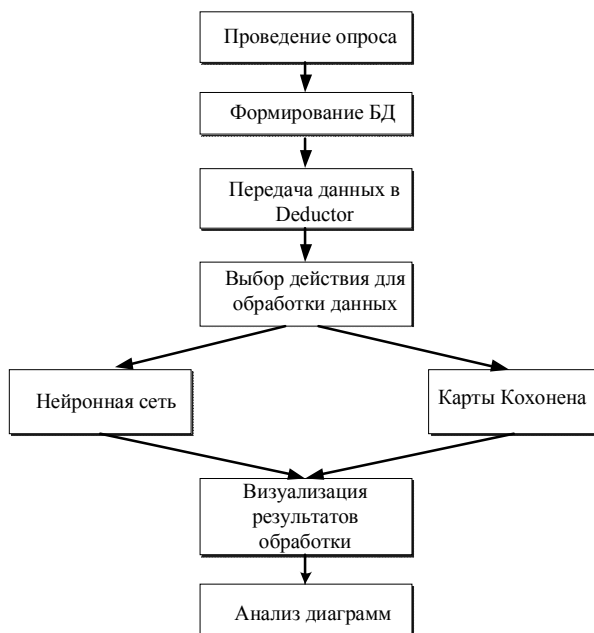 Проведение опроса
Формирование БД
Передача данных в
Deductor
Выбор действия для
обработки данных
Нейронная сеть
Карты Кохонена
Визуализация
результатов
обработки
Анализ диаграмм